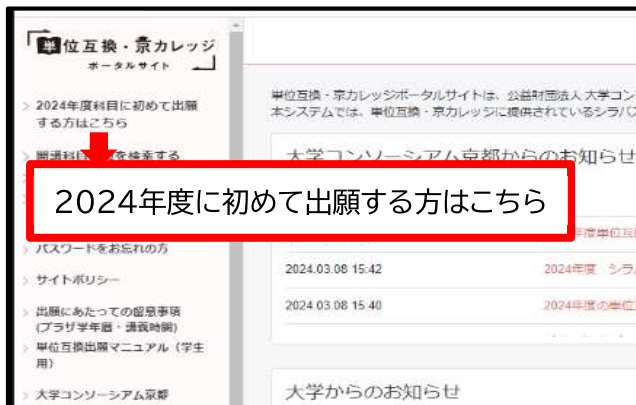 「単位互換・京カレッジ
ポータルサイト 」
> 2024年度科目に初めて出願
する方はこちら
> 開講科目
を検索する
2024年度に初めて出願する方はこちら
> パスワードをお忘れの方
> サイトポリシー
> 出願にあたっての留意事項
(プラザ学年暦・講義時間)
> 単位互換出願マニュアル（学生
用）
> 大学コンソーシアム京都
単位互換・京カレッジポータルサイトは、公益財団法人 大学コン
本システムでは、単位互換・京カレッジに提供されているシラバス
大学コンソーシアム京都からのお知らせ
年度単位互
2024.03.08 15:42 2024年度 シラ
2024.03.08 15:40 2024年度の単位
大学からのお知らせ